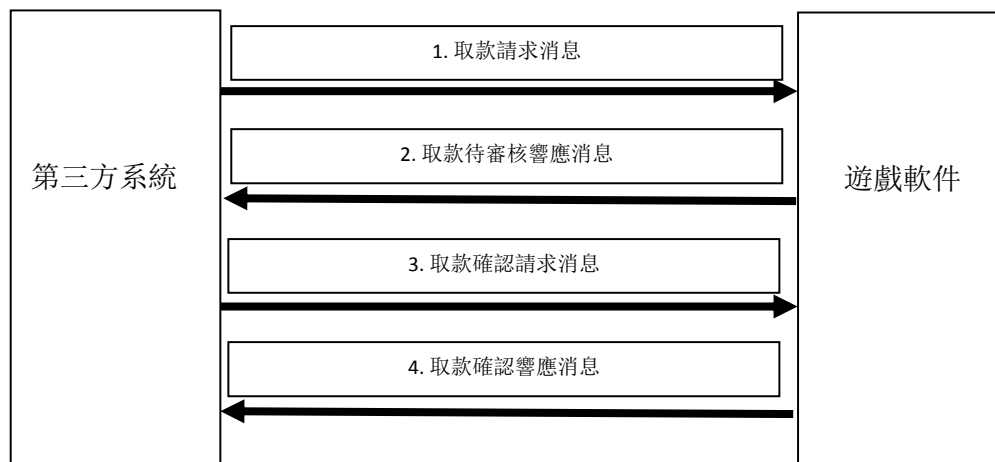 1. 取款請求消息
2. 取款待審核響應消息
第三方系統
遊戲軟件
3. 取款確認請求消息
4. 取款確認響應消息